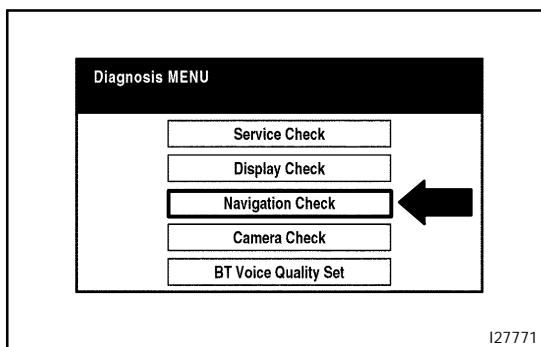 Diagnosis MENU
Service Check
Display Check
Navigation Check
Camera Check
BT Voice Quality Set
I27771